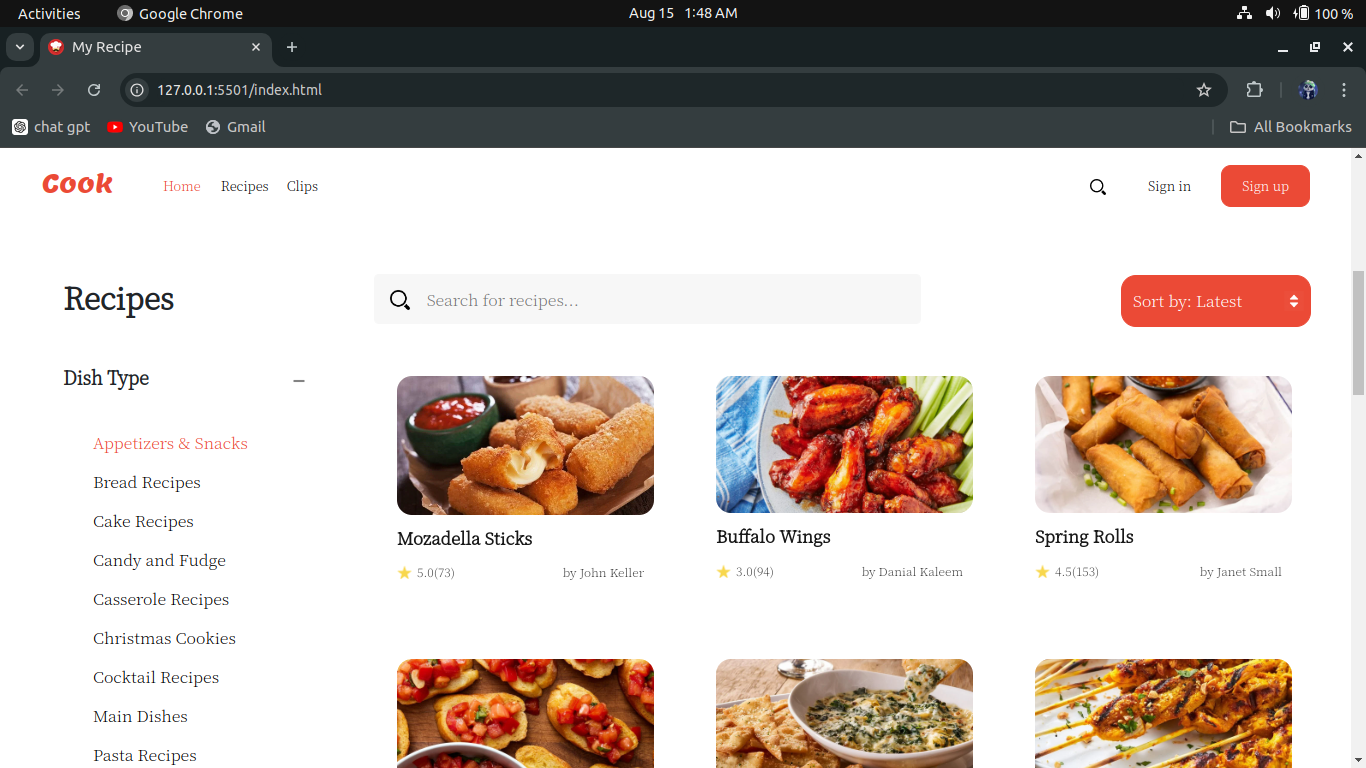 Activities Google Chrome Aug 15 1:48 AM 100 %
My Recipe
127.0.0.1:5501/index.html
chat gpt YouTube Gmail All Bookmarks
Cook Home Recipes Clips Sign in Sign up
Recipes Search for recipes... Sort by: Latest
Dish Type
Appetizers & Snacks
Bread Recipes
Cake Recipes
Candy and Fudge
Casserole Recipes
Christmas Cookies
Cocktail Recipes
Main Dishes
Pasta Recipes
Mozadella Sticks
5.0(73) by John Keller
Buffalo Wings
3.0(94) by Danial Kaleem
Spring Rolls
4.5(153) by Janet Small